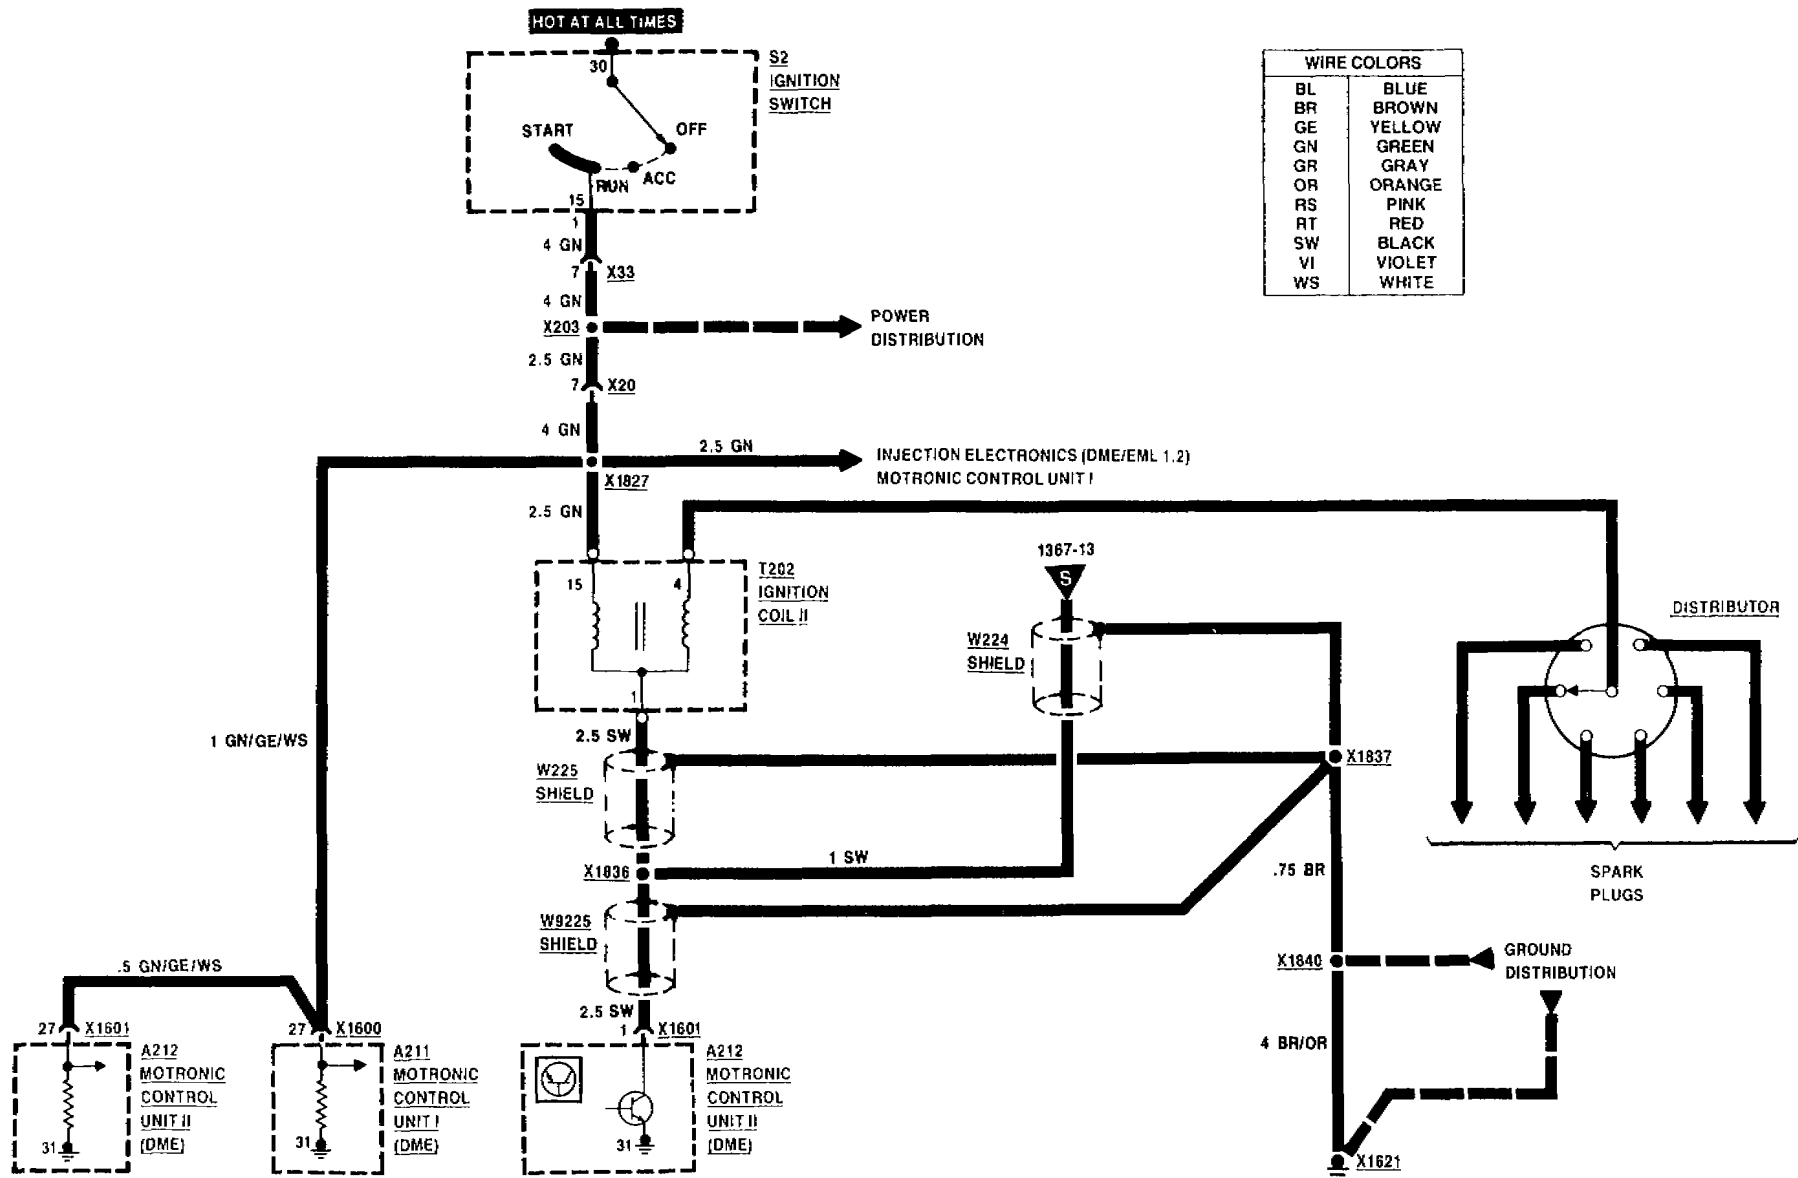 HOT AT ALL TIMES
30
S2
IGNITION
SWITCH
START
OFF
RUN
ACC
15
1
4 GN
7
X33
4 GN
X203
POWER
DISTRIBUTION
2.5 GN
7
X20
4 GN
2.5 GN
INJECTION ELECTRONICS (DME/EML 1.2)
MOTRONIC CONTROL UNIT I
X1827
2.5 GN
WIRE COLORS
BL BLUE
BR BROWN
GE YELLOW
GN GREEN
GR GRAY
OR ORANGE
RS PINK
RT RED
SW BLACK
VI VIOLET
WS WHITE
15
4
T202
IGNITION
COIL II
1
1367-13
S
W224
SHIELD
DISTRIBUTOR
2.5 SW
W225
SHIELD
X1837
1 GN/GE/WS
X1836
1 SW
.75 BR
SPARK
PLUGS
W9225
SHIELD
X1840
GROUND
DISTRIBUTION
.5 GN/GE/WS
2.5 SW
4 BR/OR
27
X1601
27
X1600
1
X1601
A212
MOTRONIC
CONTROL
UNIT II
(DME)
31
A211
MOTRONIC
CONTROL
UNIT I
(DME)
31
A212
MOTRONIC
CONTROL
UNIT II
(DME)
31
X1621